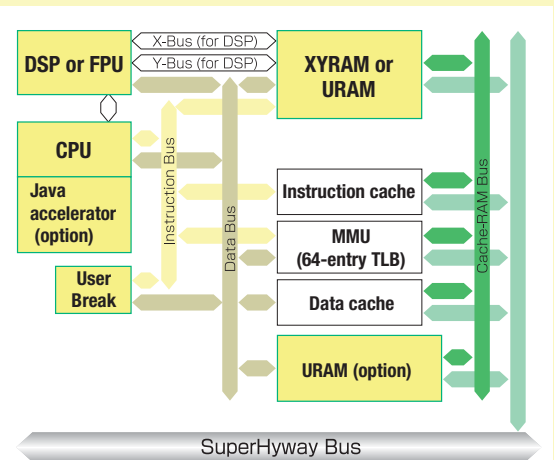 X-Bus (for DSP)
DSP or FPU
Y-Bus (for DSP)
XYRAM or
URAM
CPU
Java
accelerator
(option)
User
Break
Instruction Bus
Data Bus
Instruction cache
MMU
(64-entry TLB)
Data cache
URAM (option)
Cache-RAM Bus
SuperHyway Bus